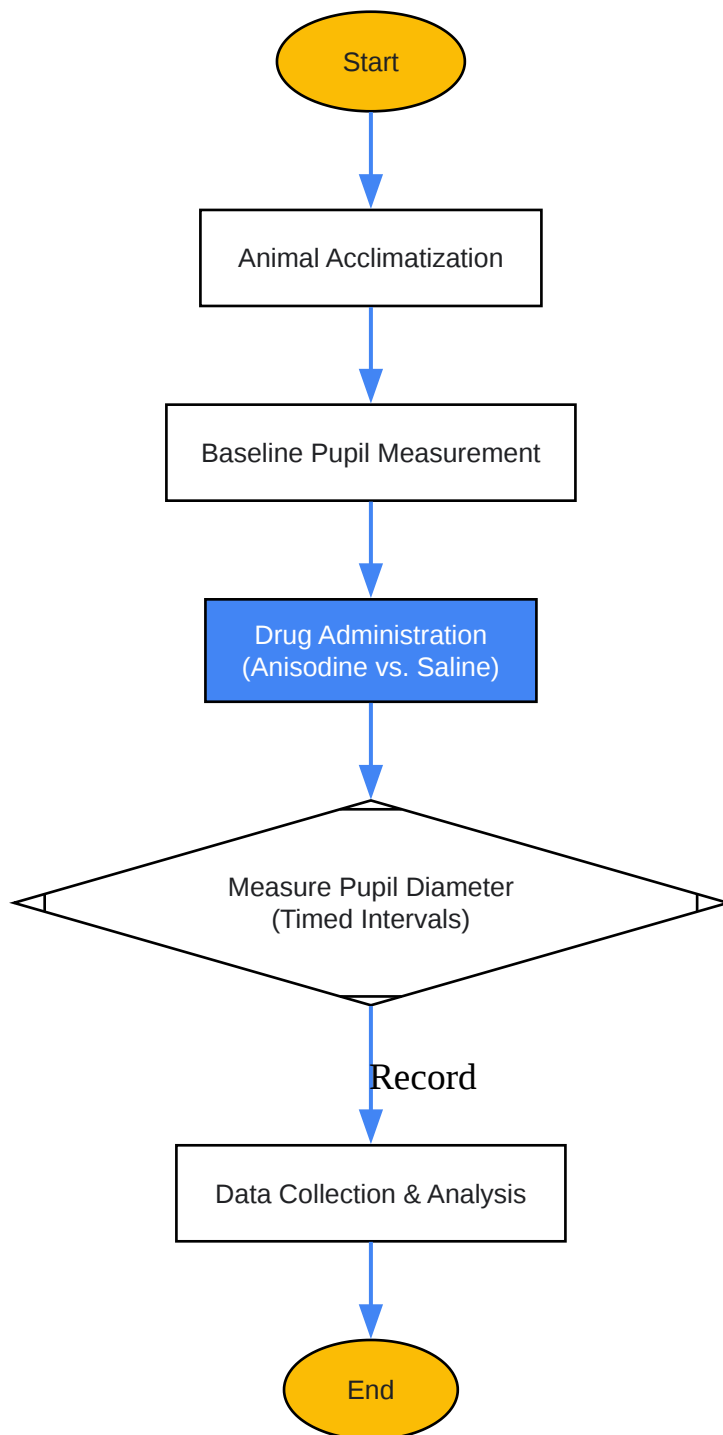 Start
Animal Acclimatization
Baseline Pupil Measurement
Drug Administration
(Anisodine vs. Saline)
Measure Pupil Diameter
(Timed Intervals)
Record
Data Collection & Analysis
End